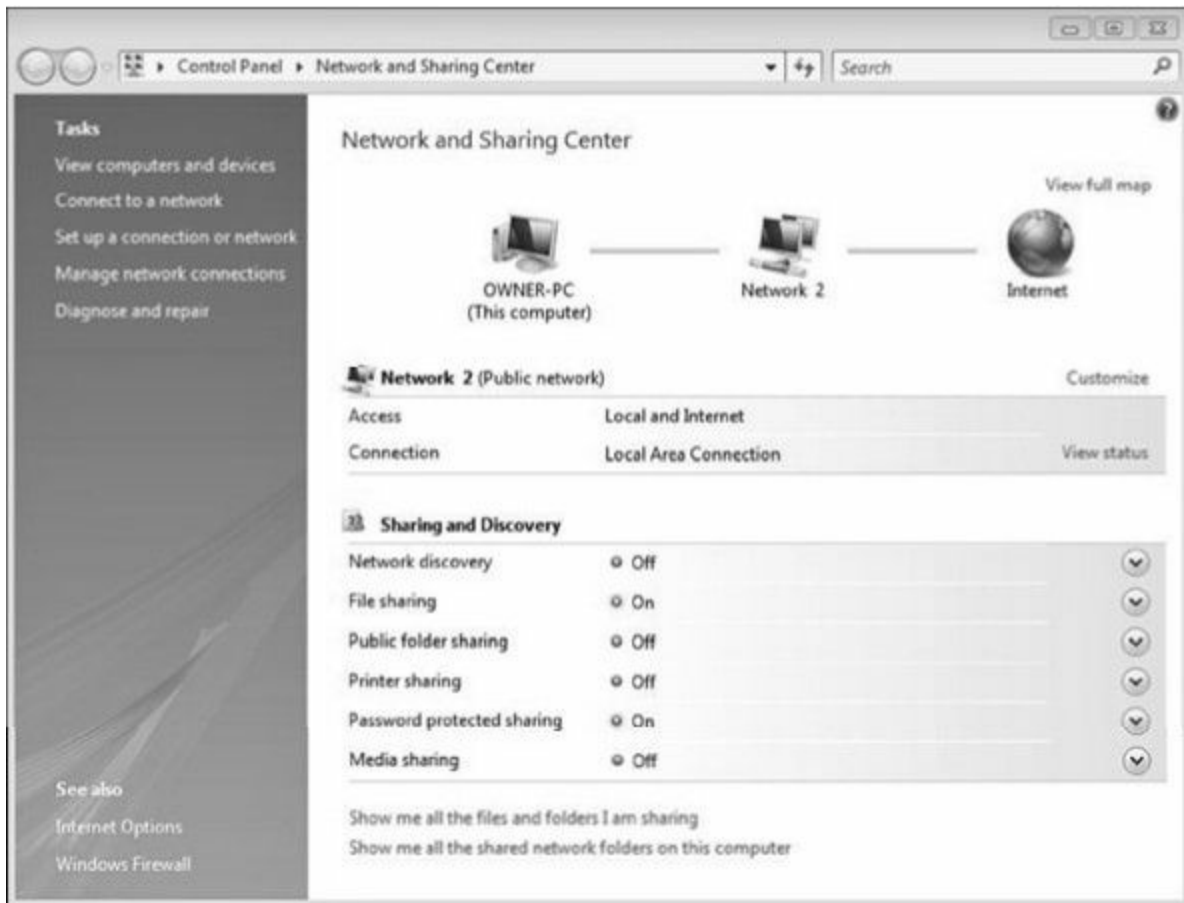 Control Panel Network and Sharing Center Search
Tasks
View computers and devices
Connect to a network
Set up a connection or network
Manage network connections
Diagnose and repair
See also
Internet Options
Windows Firewall
Network and Sharing Center
View full map
OWNER-PC
(This computer)
Network 2
Internet
Network 2 (Public network) Customize
Access Local and Internet
Connection Local Area Connection View status
Sharing and Discovery
Network discovery Off
File sharing On
Public folder sharing Off
Printer sharing Off
Password protected sharing On
Media sharing Off
Show me all the files and folders I am sharing
Show me all the shared network folders on this computer